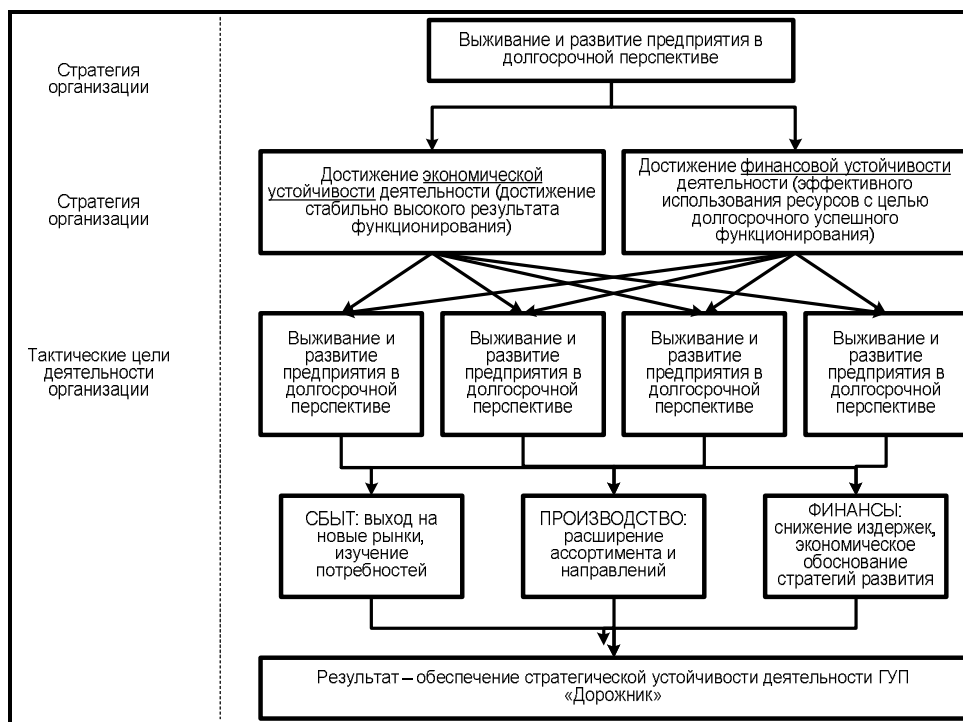 Стратегия
организации
Выживание и развитие предприятия в
долгосрочной перспективе
Стратегия
организации
Достижение экономической
устойчивости деятельности (достижение
стабильно высокого результата
функционирования)
Достижение финансовой устойчивости
деятельности (эффективного
использования ресурсов с целью
долгосрочного успешного
функционирования)
Тактические цели
деятельности
организации
Выживание и
развитие
предприятия в
долгосрочной
перспективе
Выживание и
развитие
предприятия в
долгосрочной
перспективе
Выживание и
развитие
предприятия в
долгосрочной
перспективе
Выживание и
развитие
предприятия в
долгосрочной
перспективе
СБЫТ: выход на
новые рынки,
изучение
потребностей
ПРОИЗВОДСТВО:
расширение
ассортимента и
направлений
ФИНАНСЫ:
снижение издержек,
экономическое
обоснование
стратегий развития
Результат – обеспечение стратегической устойчивости деятельности ГУП
«Дорожник»